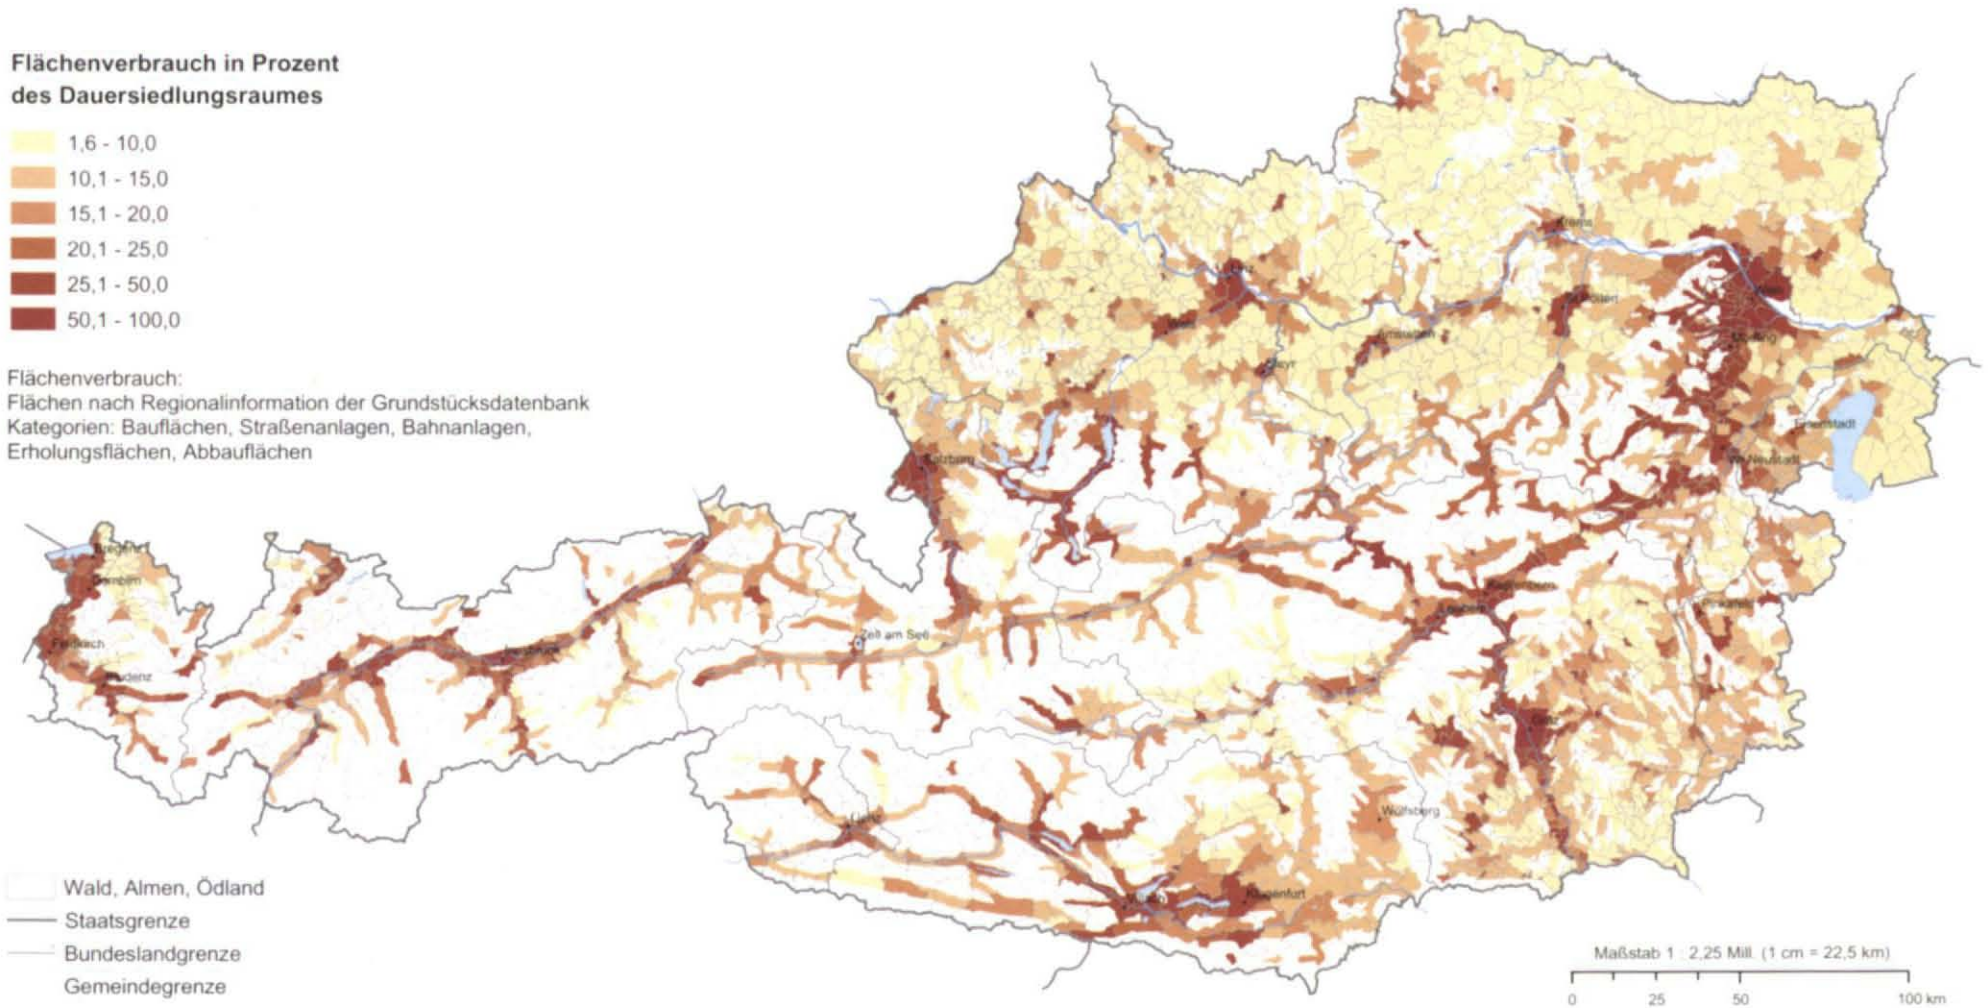 Flächenverbrauch in Prozent
des Dauersiedlungsraumes
1,6 - 10,0
10,1 - 15,0
15,1 - 20,0
20,1 - 25,0
25,1 - 50,0
50,1 - 100,0
Flächenverbrauch:
Flächen nach Regionalinformation der Grundstücksdatenbank
Kategorien: Bauflächen, Straßenanlagen, Bahnanlagen,
Erholungsflächen, Abbauflächen
Krems
Linz
Wels
St. Pölten
Wien
Amstetten
Mödling
Steyr
Eisenstadt
Salzburg
Wr. Neustadt
Bregenz
Dornbirn
Kapfenberg
Leoben
Feldkirch
Innsbruck
Zell am See
Bludenz
Graz
Lienz
Wolfsberg
Villach
Klagenfurt
Wald, Almen, Ödland
Staatsgrenze
Bundeslandgrenze
Gemeindegrenze
Maßstab 1 : 2,25 Mill. (1 cm = 22,5 km)
0 25 50 100 km